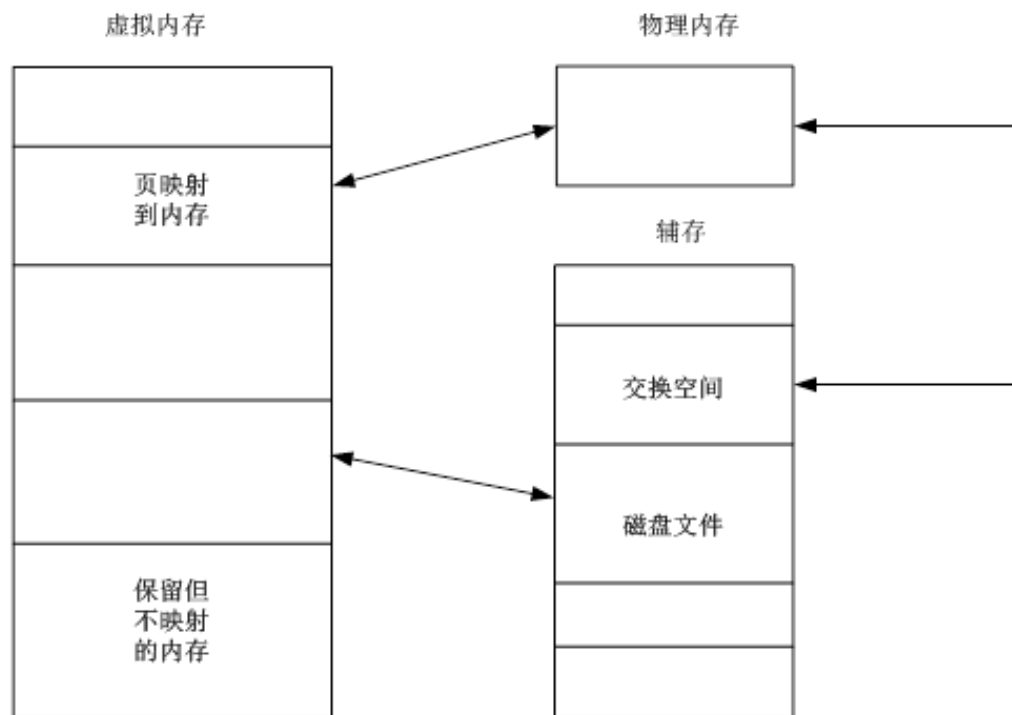 虚拟内存
物理内存
页映射
到内存
辅存
交换空间
磁盘文件
保留但
不映射
的内存